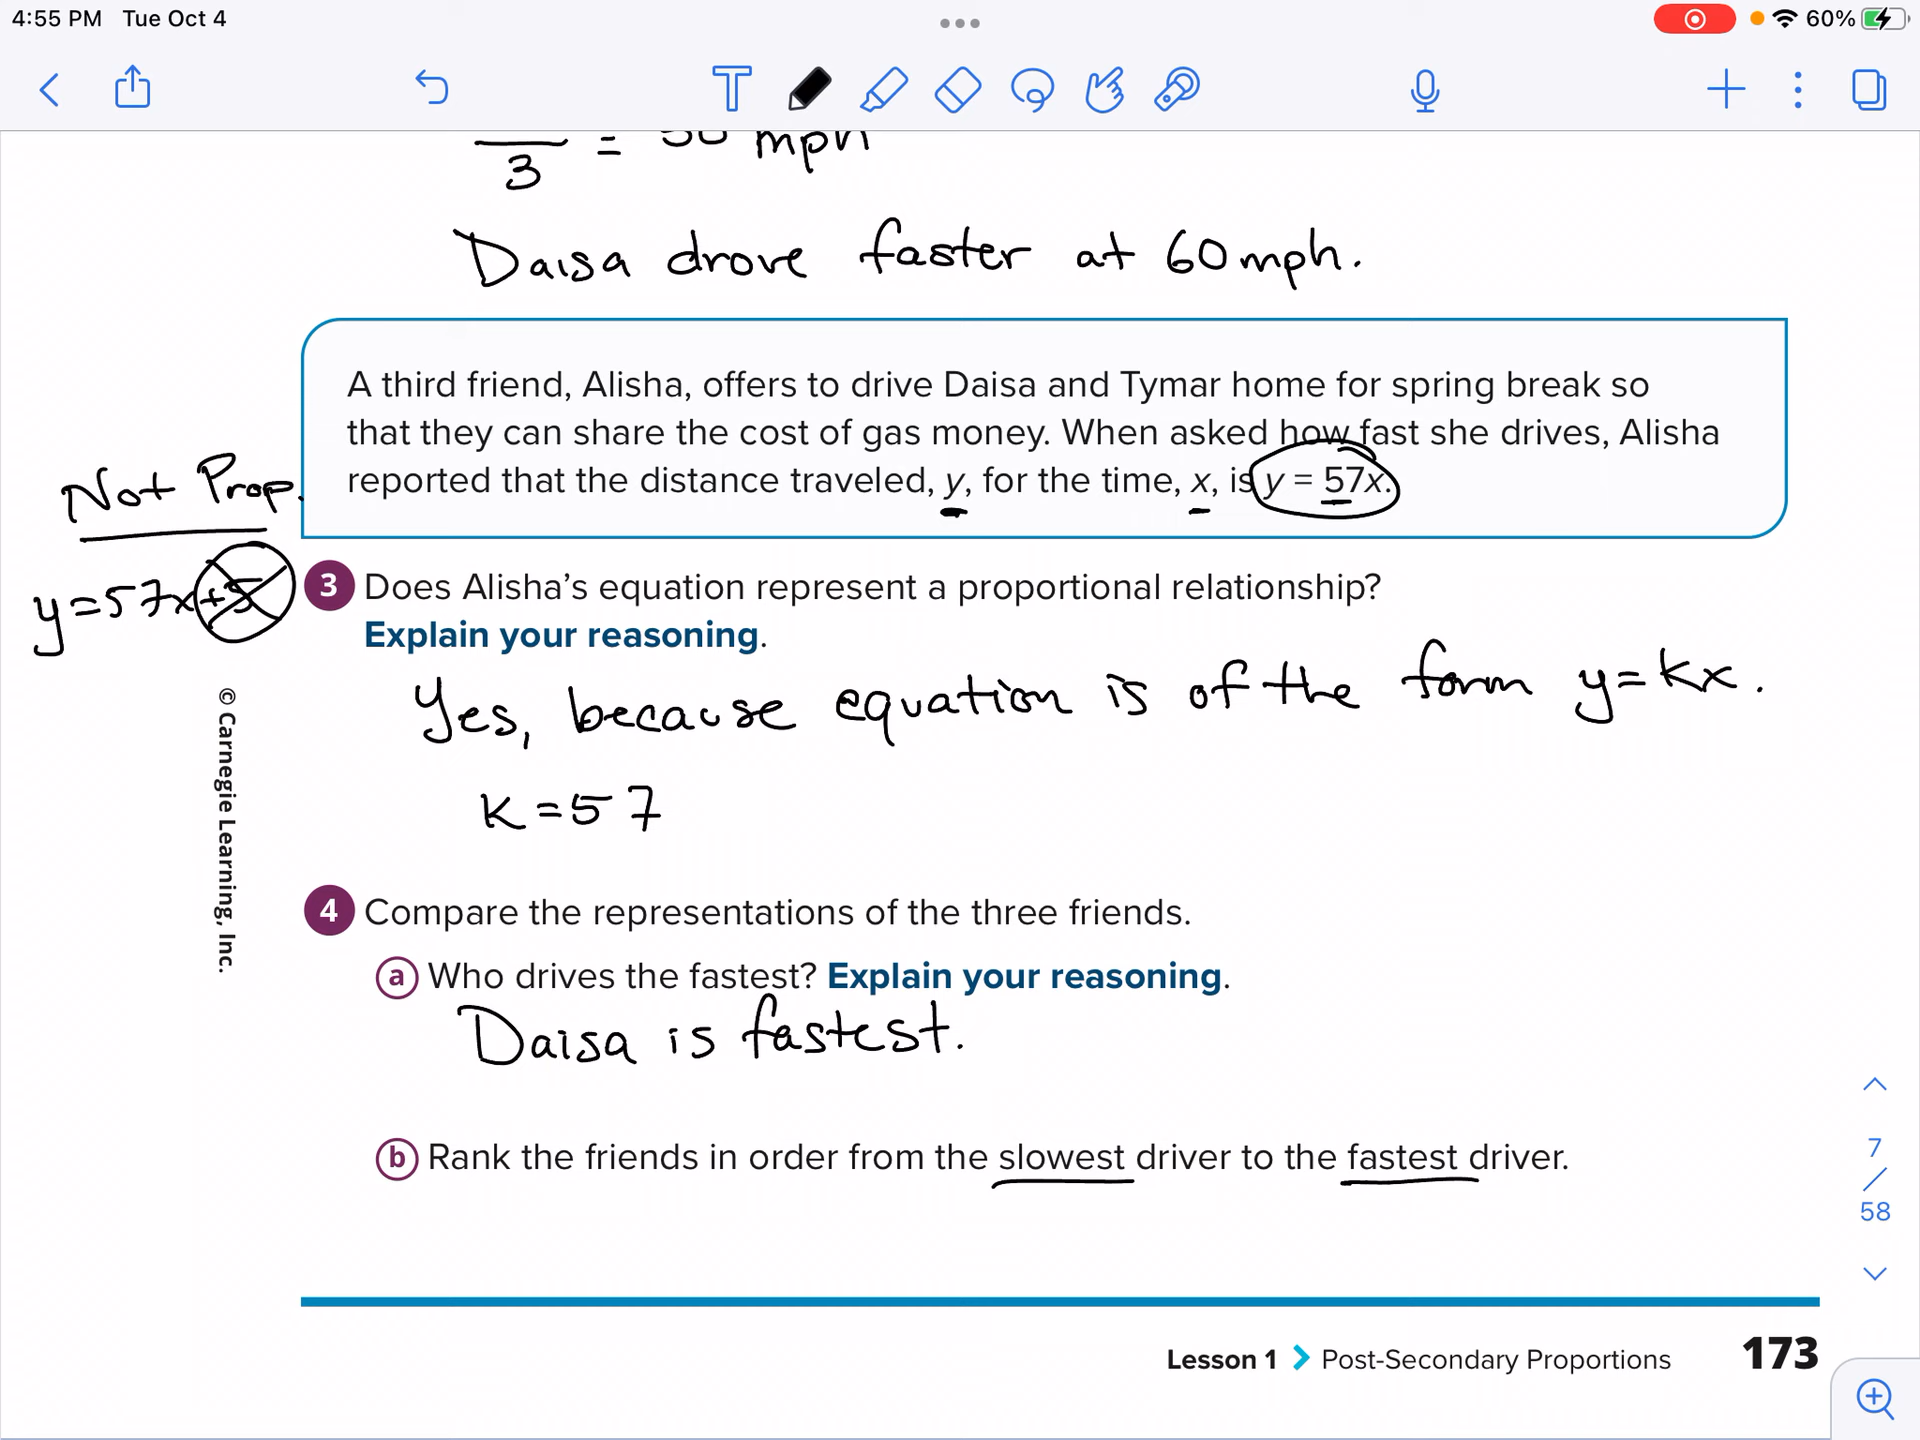 4:55 PM Tue Oct 4
60%
T
3 = mph
Daisa drove faster at 60mph.
A third friend, Alisha, offers to drive Daisa and Tymar home for spring break so
that they can share the cost of gas money. When asked how fast she drives, Alisha
reported that the distance traveled, y, for the time, x, is y = 57x.
Not Prop.
y=57x+5
3 Does Alisha's equation represent a proportional relationship?
Explain your reasoning.
Yes, because equation is of the form y=kx.
K=57
© Carnegie Learning, Inc.
4 Compare the representations of the three friends.
a Who drives the fastest? Explain your reasoning.
Daisa is fastest.
b Rank the friends in order from the slowest driver to the fastest driver.
7
/
58
Lesson 1 > Post-Secondary Proportions 173